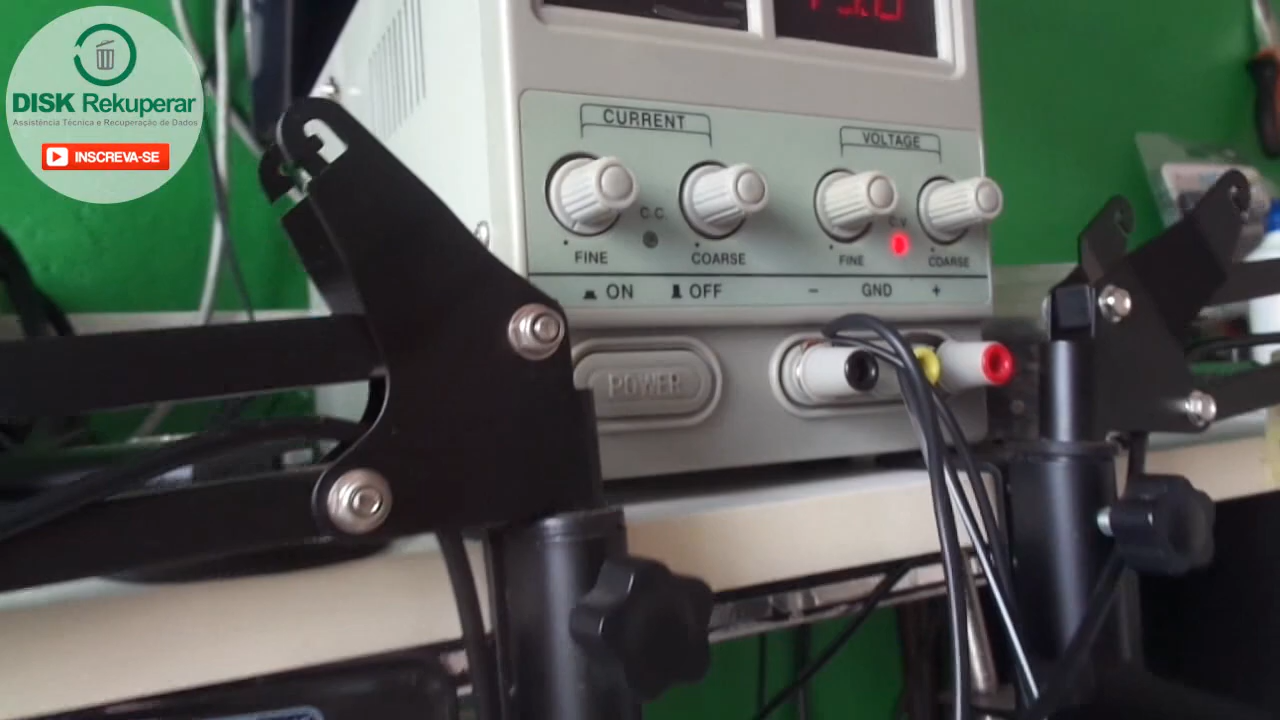 DISK Rekuperar
Assistência Técnica e Recuperação de Dados
INSCREVA-SE
CURRENT
VOLTAGE
C.C
C.V
FINE
COARSE
FINE
COARSE
ON
OFF
−
GND
+
POWER